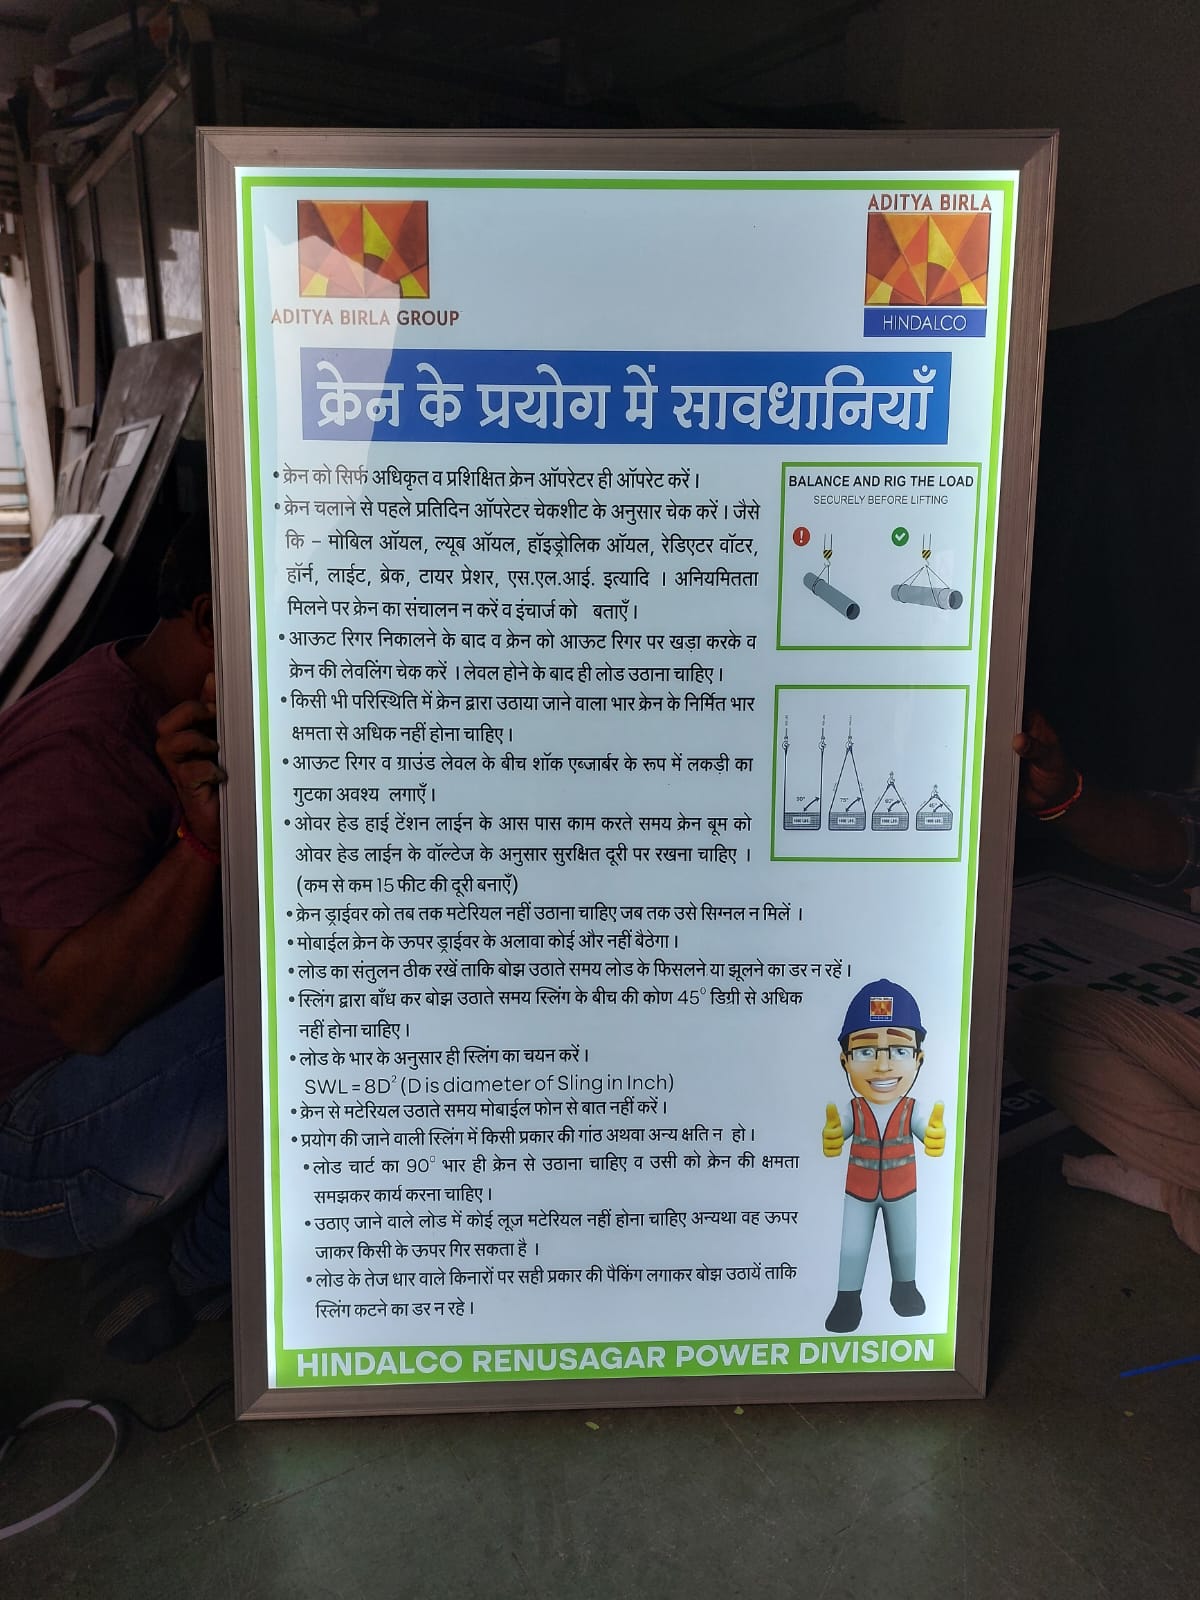 ADITYA BIRLA GROUP
ADITYA BIRLA
HINDALCO
क्रेन के प्रयोग में सावधानियाँ
• क्रेन को सिर्फ अधिकृत व प्रशिक्षित क्रेन ऑपरेटर ही ऑपरेट करें।
• क्रेन चलाने से पहले प्रतिदिन ऑपरेटर चेकशीट के अनुसार चेक करें। जैसे
कि – मोबिल ऑयल, ल्यूब ऑयल, हॉइड्रोलिक ऑयल, रेडिएटर वॉटर,
हॉर्न, लाईट, ब्रेक, टायर प्रेशर, एस.एल.आई. इत्यादि । अनियमितता
मिलने पर क्रेन का संचालन न करें व इंचार्ज को बताएँ।
• आऊट रिगर निकालने के बाद व क्रेन को आऊट रिगर पर खड़ा करके व
क्रेन की लेवलिंग चेक करें । लेवल होने के बाद ही लोड उठाना चाहिए।
• किसी भी परिस्थिति में क्रेन द्वारा उठाया जाने वाला भार क्रेन के निर्मित भार
क्षमता से अधिक नहीं होना चाहिए।
• आऊट रिगर व ग्राउंड लेवल के बीच शॉक एब्जार्बर के रूप में लकड़ी का
गुटका अवश्य लगाएँ।
• ओवर हेड हाई टेंशन लाईन के आस पास काम करते समय क्रेन बूम को
ओवर हेड लाईन के वॉल्टेज के अनुसार सुरक्षित दूरी पर रखना चाहिए ।
(कम से कम 15 फीट की दूरी बनाएँ)
• क्रेन ड्राईवर को तब तक मटेरियल नहीं उठाना चाहिए जब तक उसे सिग्नल न मिलें ।
• मोबाईल क्रेन के ऊपर ड्राईवर के अलावा कोई और नहीं बैठेगा।
• लोड का संतुलन ठीक रखें ताकि बोझ उठाते समय लोड के फिसलने या झूलने का डर न रहें।
• स्लिंग द्वारा बाँध कर बोझ उठाते समय स्लिंग के बीच की कोण 45° डिग्री से अधिक
नहीं होना चाहिए।
• लोड के भार के अनुसार ही स्लिंग का चयन करें।
SWL = 8D² (D is diameter of Sling in Inch)
• क्रेन से मटेरियल उठाते समय मोबाईल फोन से बात नहीं करें।
• प्रयोग की जाने वाली स्लिंग में किसी प्रकार की गांठ अथवा अन्य क्षति न हो।
• लोड चार्ट का 90° भार ही क्रेन से उठाना चाहिए व उसी को क्रेन की क्षमता
समझकर कार्य करना चाहिए।
• उठाए जाने वाले लोड में कोई लूज़ मटेरियल नहीं होना चाहिए अन्यथा वह ऊपर
जाकर किसी के ऊपर गिर सकता है ।
• लोड के तेज धार वाले किनारों पर सही प्रकार की पैकिंग लगाकर बोझ उठायें ताकि
स्लिंग कटने का डर न रहे।
BALANCE AND RIG THE LOAD
SECURELY BEFORE LIFTING
90° 75° 60° 45°
HINDALCO RENUSAGAR POWER DIVISION